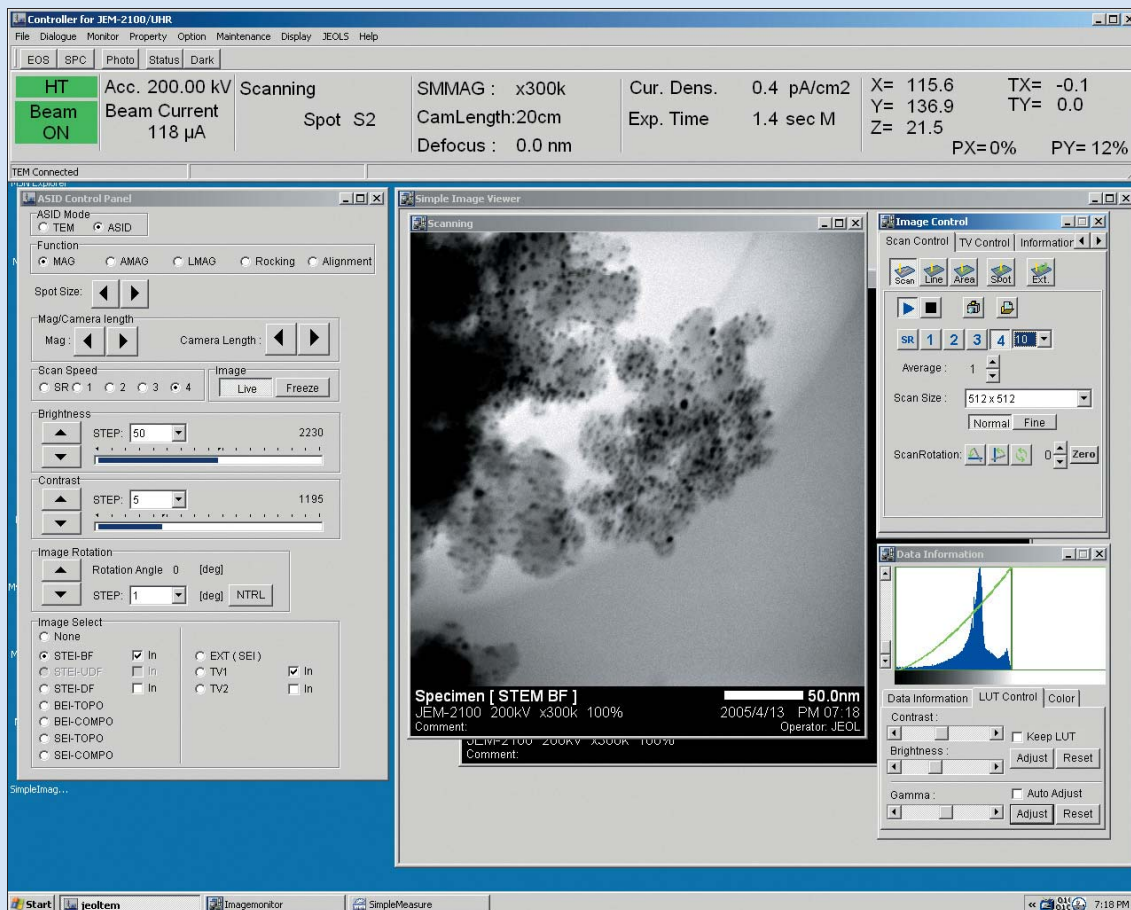 Controller for JEM-2100/UHR
File Dialogue Monitor Property Option Maintenance Display JEOLS Help
EOS SPC Photo Status Dark
HT
Beam
ON
Acc. 200.00 kV
Beam Current
118 µA
Scanning
Spot S2
SMMAG : x300k
CamLength:20cm
Defocus : 0.0 nm
Cur. Dens. 0.4 pA/cm2
Exp. Time 1.4 sec M
X= 115.6 TX= -0.1
Y= 136.9 TY= 0.0
Z= 21.5
PX= 0% PY= 12%
TEM Connected
ASID Control Panel
ASID Mode
TEM ASID
Function
MAG AMAG LMAG Rocking Alignment
Spot Size:
Mag/Camera length
Mag : Camera Length :
Scan Speed
SR 1 2 3 4
Image
Live Freeze
Brightness
STEP: 50 2230
Contrast
STEP: 5 1195
Image Rotation
Rotation Angle 0 [deg]
STEP: 1 [deg] NTRL
Image Select
None
STEI-BF In EXT ( SEI )
STEI-UDF In TV1 In
STEI-DF In TV2 In
BEI-TOPO
BEI-COMPO
SEI-TOPO
SEI-COMPO
SimpleImag...
Simple Image Viewer
Scanning
Specimen [ STEM BF ] 50.0nm
JEM-2100 200kV x300k 100% 2005/4/13 PM 07:18
Comment: Operator: JEOL
JEM-2100 200kV x300k 100%
Comment:
Image Control
Scan Control TV Control Information
Scan Line Area Spot Ext.
SR 1 2 3 4 10
Average : 1
Scan Size : 512 x 512
Normal Fine
ScanRotation: 0 Zero
Data Information
Data Information LUT Control Color
Contrast :
Keep LUT
Brightness :
Adjust Reset
Gamma : Auto Adjust
Adjust Reset
Start jeoltem Imagemonitor SimpleMeasure 7:18 PM